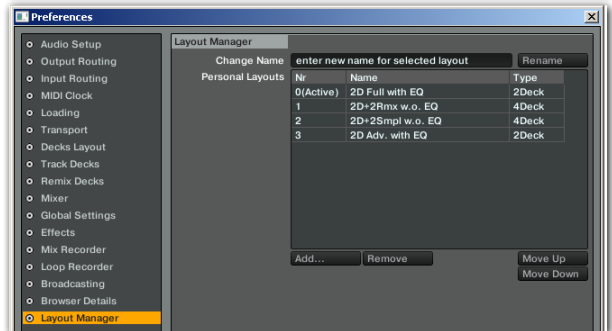 Preferences
Audio Setup
Output Routing
Input Routing
MIDI Clock
Loading
Transport
Decks Layout
Track Decks
Remix Decks
Mixer
Global Settings
Effects
Mix Recorder
Loop Recorder
Broadcasting
Browser Details
Layout Manager
Layout Manager
Change Name enter new name for selected layout Rename
Personal Layouts Nr Name Type
0(Active) 2D Full with EQ 2Deck
1 2D+2Rmx w.o. EQ 4Deck
2 2D+2Smpl w.o. EQ 4Deck
3 2D Adv. with EQ 2Deck
Add... Remove Move Up
Move Down